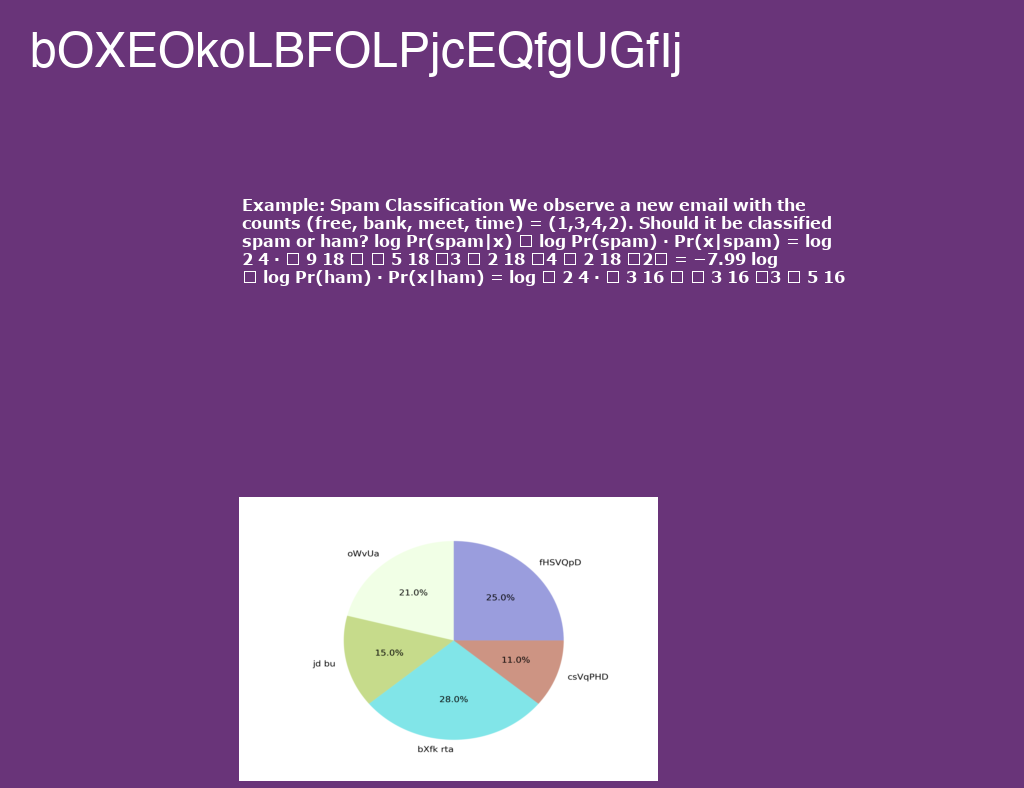 bOXEOkoLBFOLPjcEQfgUGfIj
Example: Spam Classification We observe a new email with the
counts (free, bank, meet, time) = (1,3,4,2). Should it be classified
spam or ham? log Pr(spam|x) □ log Pr(spam) · Pr(x|spam) = log
2 4 · □ 9 18 □ □ 5 18 □3 □ 2 18 □4 □ 2 18 □2□ = −7.99 log
□ log Pr(ham) · Pr(x|ham) = log □ 2 4 · □ 3 16 □ □ 3 16 □3 □ 5 16
oWvUa
fHSVQpD
21.0%
25.0%
15.0%
11.0%
jd bu
csVqPHD
28.0%
bXfk rta